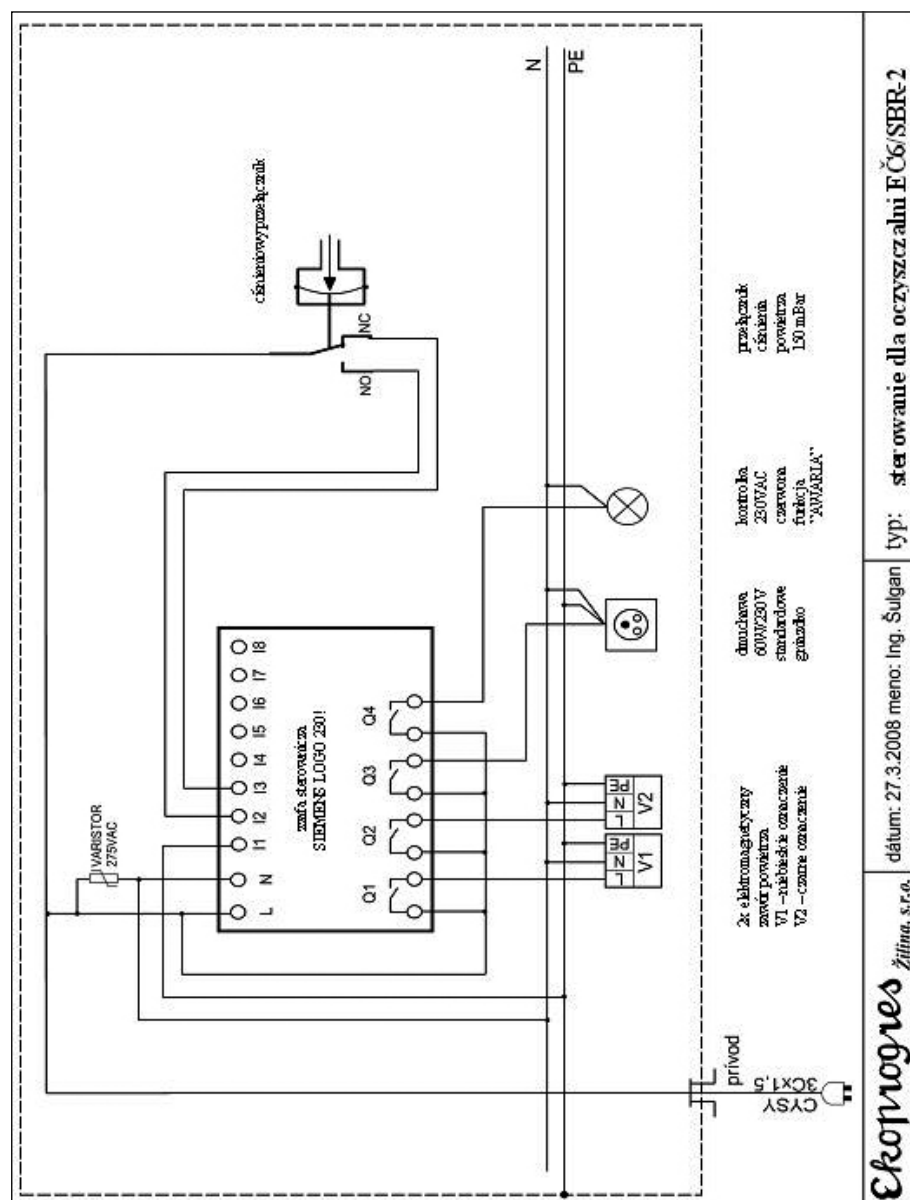 N
PE
ciśnieniowy przełącznik
NO
NC
VARISTOR
275VAC
L
N
I1
I2
I3
I4
I5
I6
I7
I8
szafa sterownicza
SIEMENS LOGO 230!
Q1
Q2
Q3
Q4
L
N
PE
V1
L
N
PE
V2
prívod
CYSY
3Cx1,5
2x elektromagnetyczny
zawór powietrza
V1 – niebieskie oznaczenie
V2 – czarne oznaczenie
dmuchawa
60W/230V
standardowe
gniazdko
kontrolka
230VAC
czerwona
funkcja
"AWARIA"
przełącznik
ciśnienia
powietrza
150 mBar
Ekoprogres Žilina, s.r.o.
dátum: 27.3.2008 meno: Ing. Šulgan
typ: sterowanie dla oczyszczalni EČ6/SBR-2